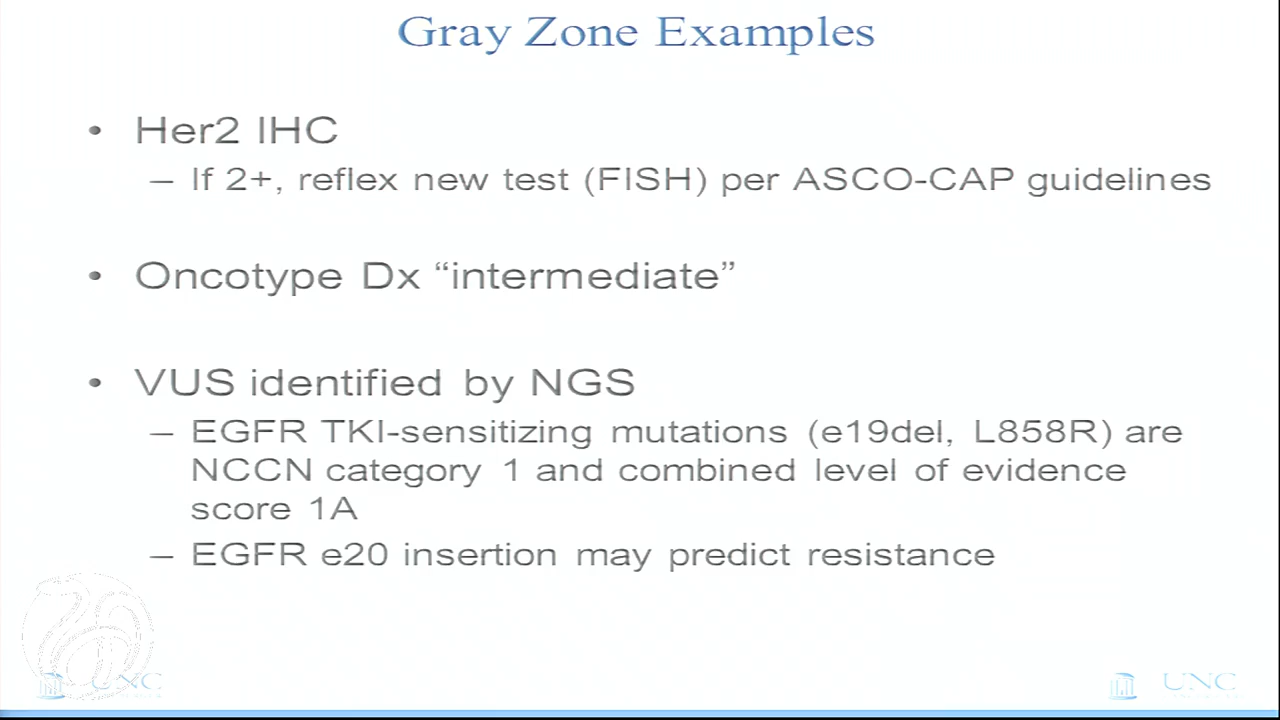 Gray Zone Examples
• Her2 IHC
– If 2+, reflex new test (FISH) per ASCO-CAP guidelines
• Oncotype Dx “intermediate”
• VUS identified by NGS
– EGFR TKI-sensitizing mutations (e19del, L858R) are
NCCN category 1 and combined level of evidence
score 1A
– EGFR e20 insertion may predict resistance
UNC
UNC